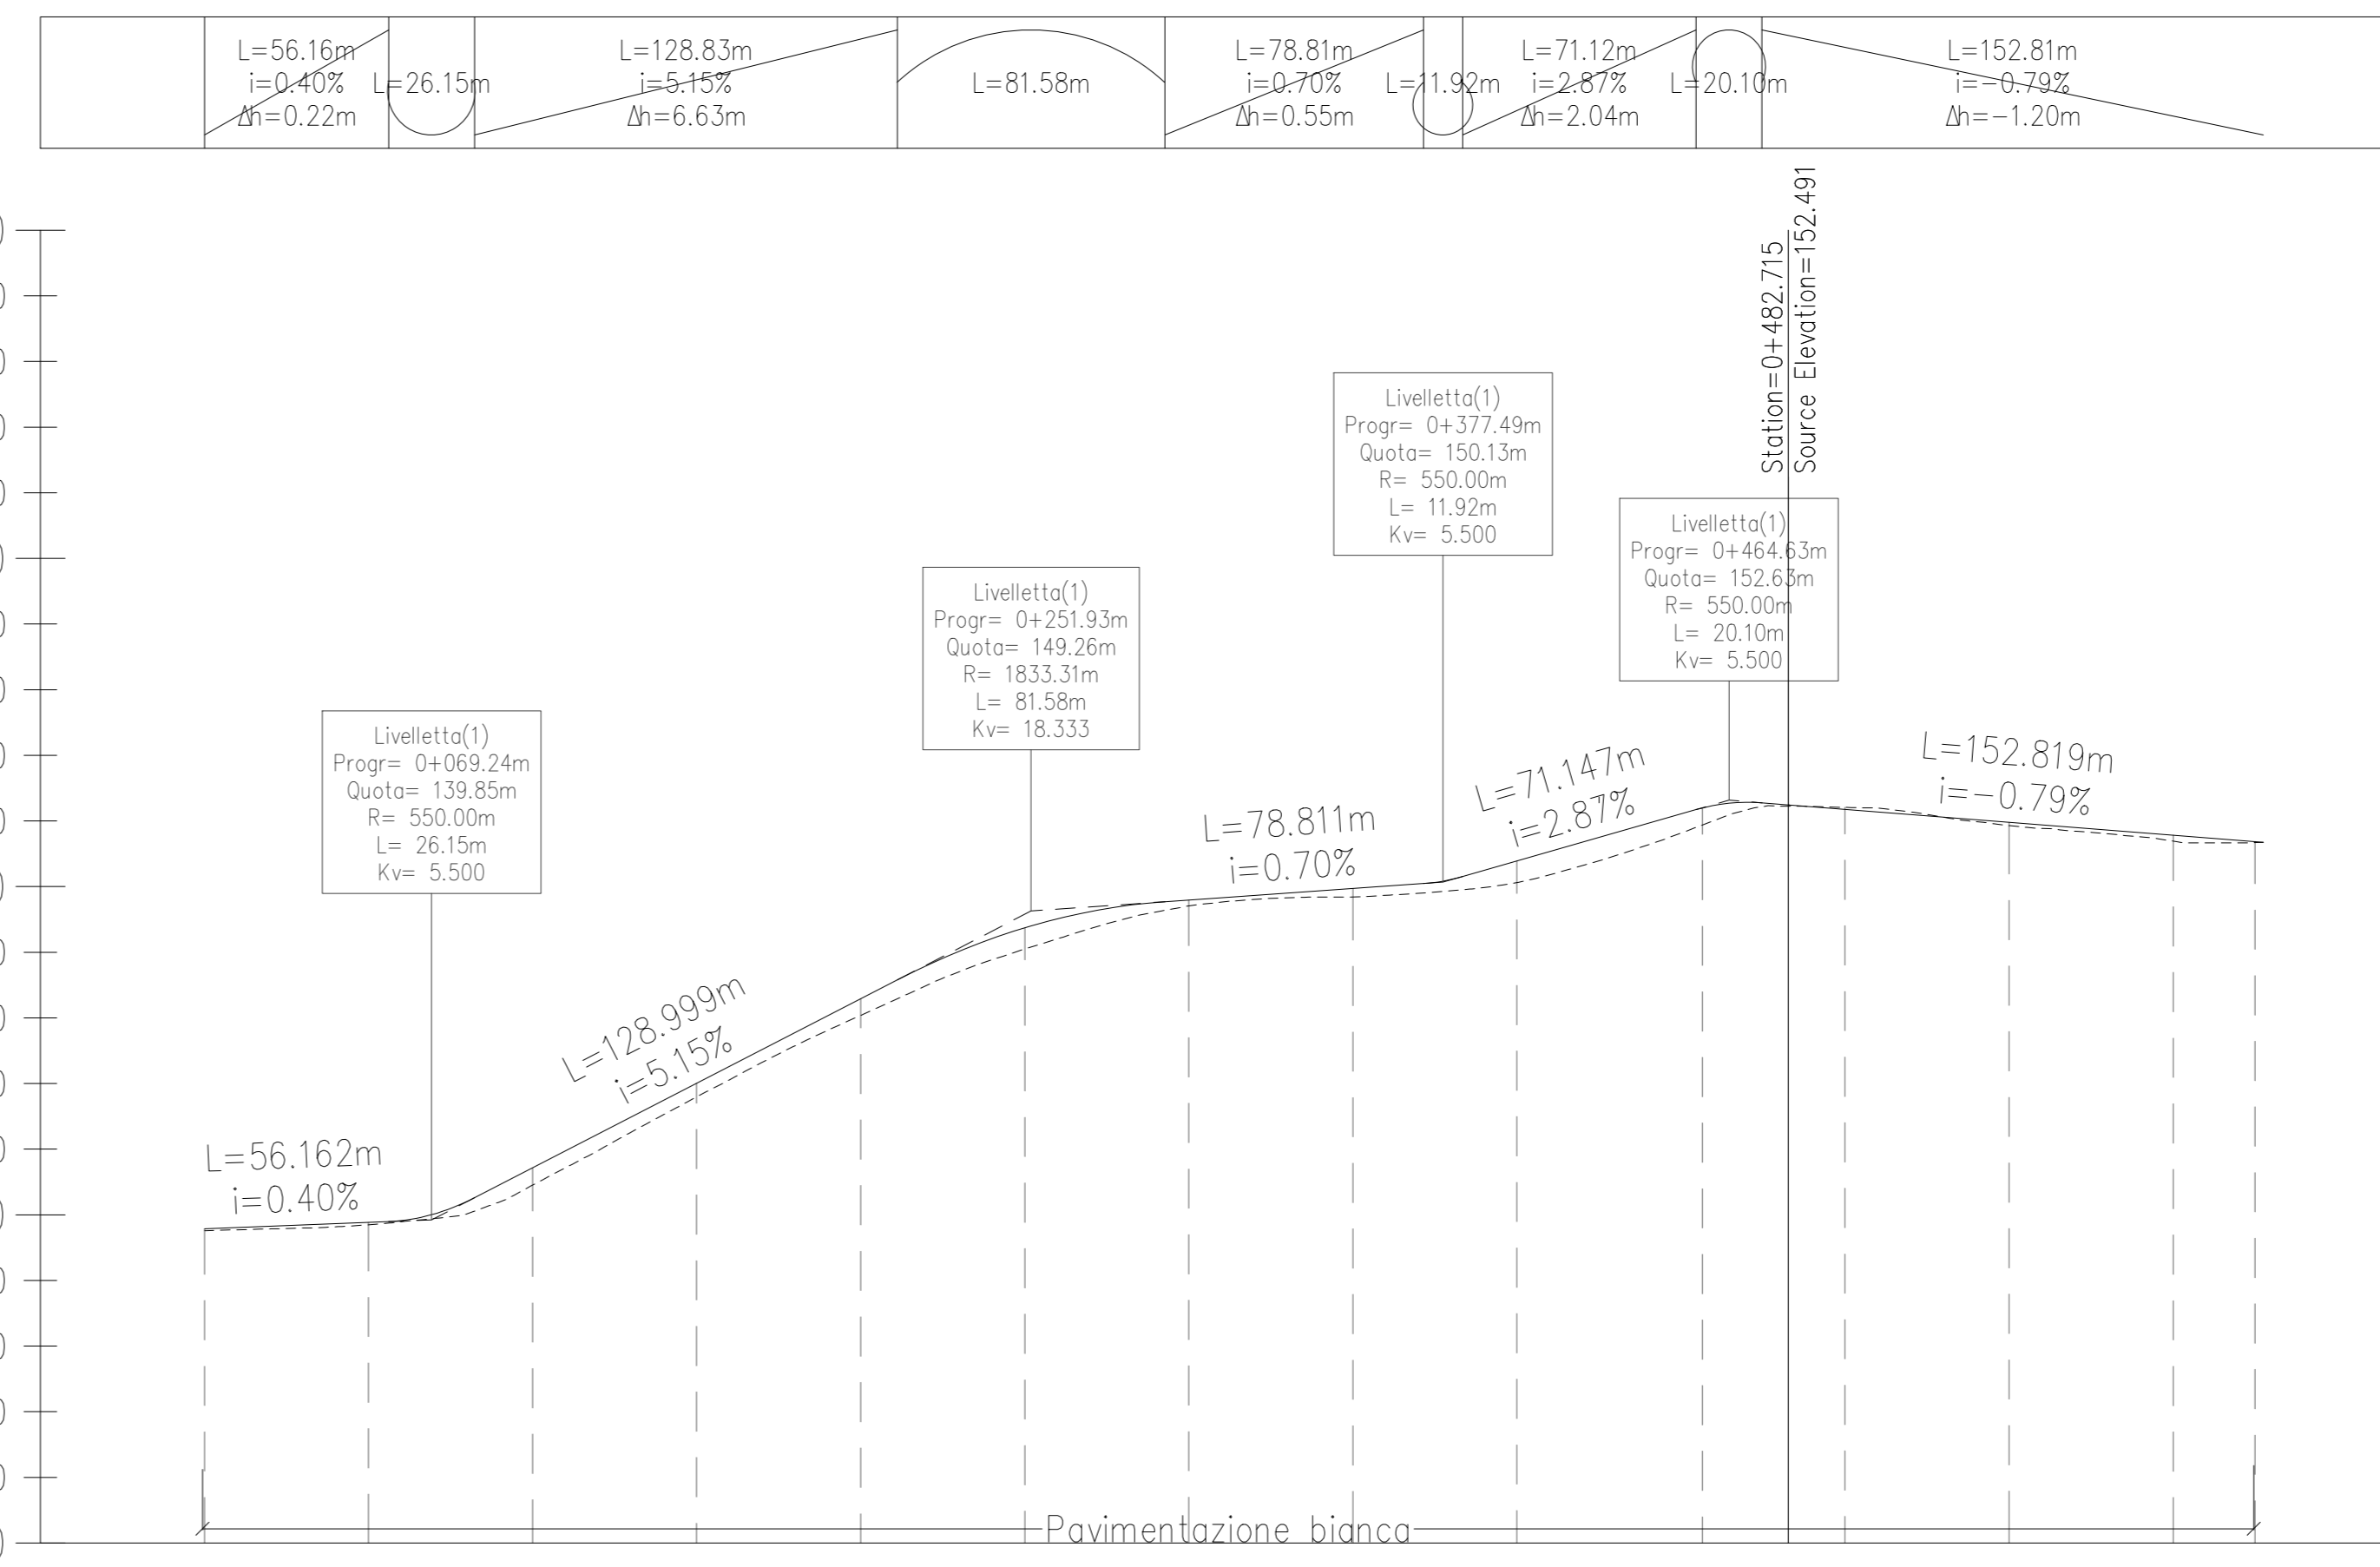 L=56.16m
i=0.40%
Δh=0.22m
L=26.15m
L=128.83m
i=5.15%
Δh=6.63m
L=81.58m
L=78.81m
i=0.70%
Δh=0.55m
L=11.92m
L=71.12m
i=2.87%
Δh=2.04m
L=20.10m
L=152.81m
i=-0.79%
Δh=-1.20m
Station=0+482.715
Source Elevation=152.491
Livelletta(1)
Progr= 0+377.49m
Quota= 150.13m
R= 550.00m
L= 11.92m
Kv= 5.500
Livelletta(1)
Progr= 0+464.63m
Quota= 152.63m
R= 550.00m
L= 20.10m
Kv= 5.500
Livelletta(1)
Progr= 0+251.93m
Quota= 149.26m
R= 1833.31m
L= 81.58m
Kv= 18.333
Livelletta(1)
Progr= 0+069.24m
Quota= 139.85m
R= 550.00m
L= 26.15m
Kv= 5.500
L=56.162m
i=0.40%
L=128.999m
i=5.15%
L=78.811m
i=0.70%
L=71.147m
i=2.87%
L=152.819m
i=-0.79%
Pavimentazione bianca